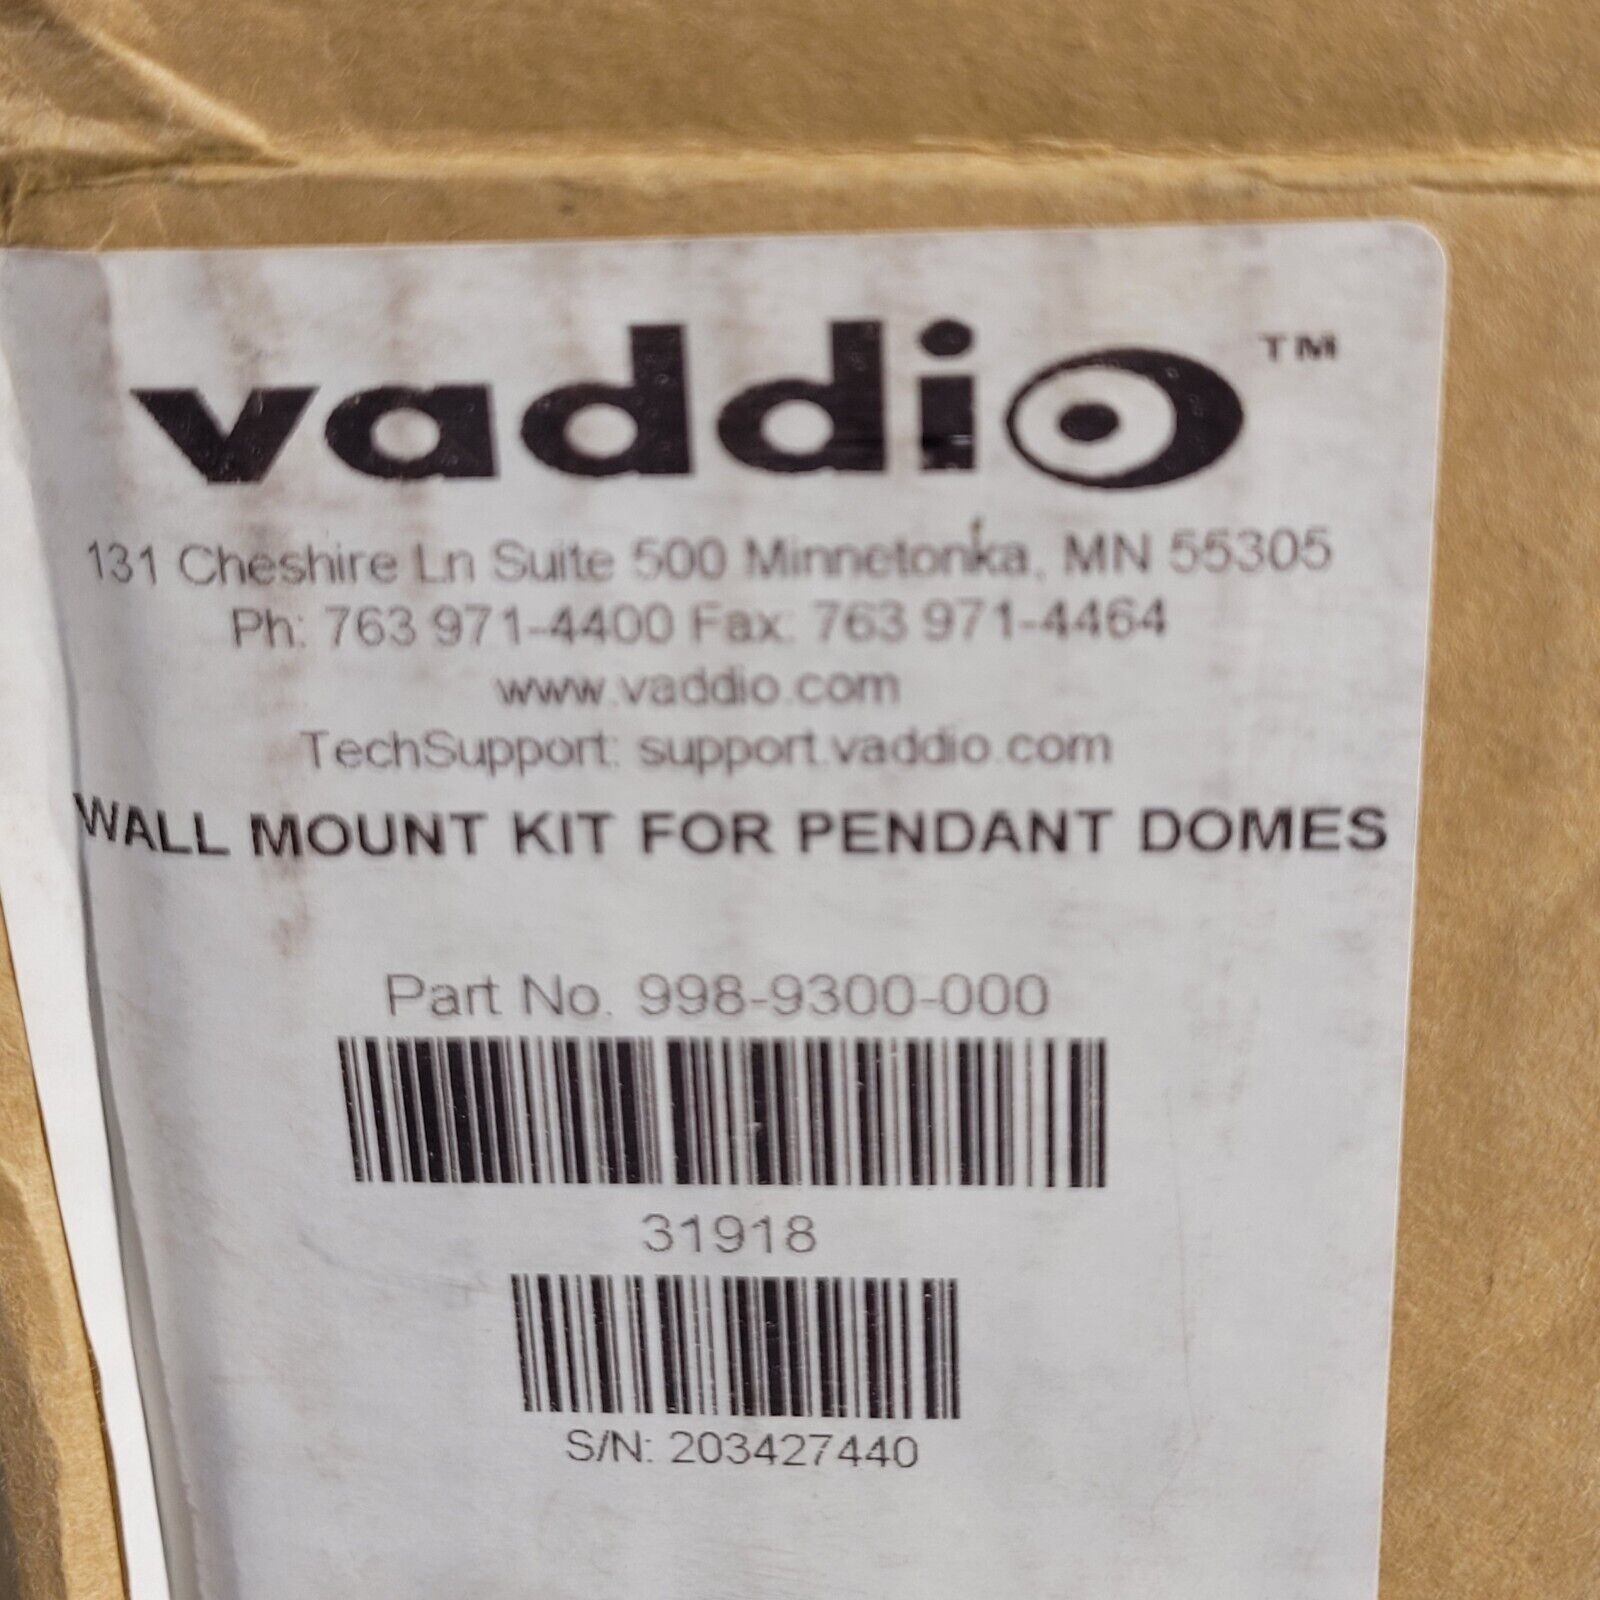 vaddio™
131 Cheshire Ln Suite 500 Minnetonka, MN 55305
Ph: 763 971-4400 Fax: 763 971-4464
www.vaddio.com
TechSupport: support.vaddio.com
WALL MOUNT KIT FOR PENDANT DOMES
Part No. 998-9300-000
31918
S/N: 203427440